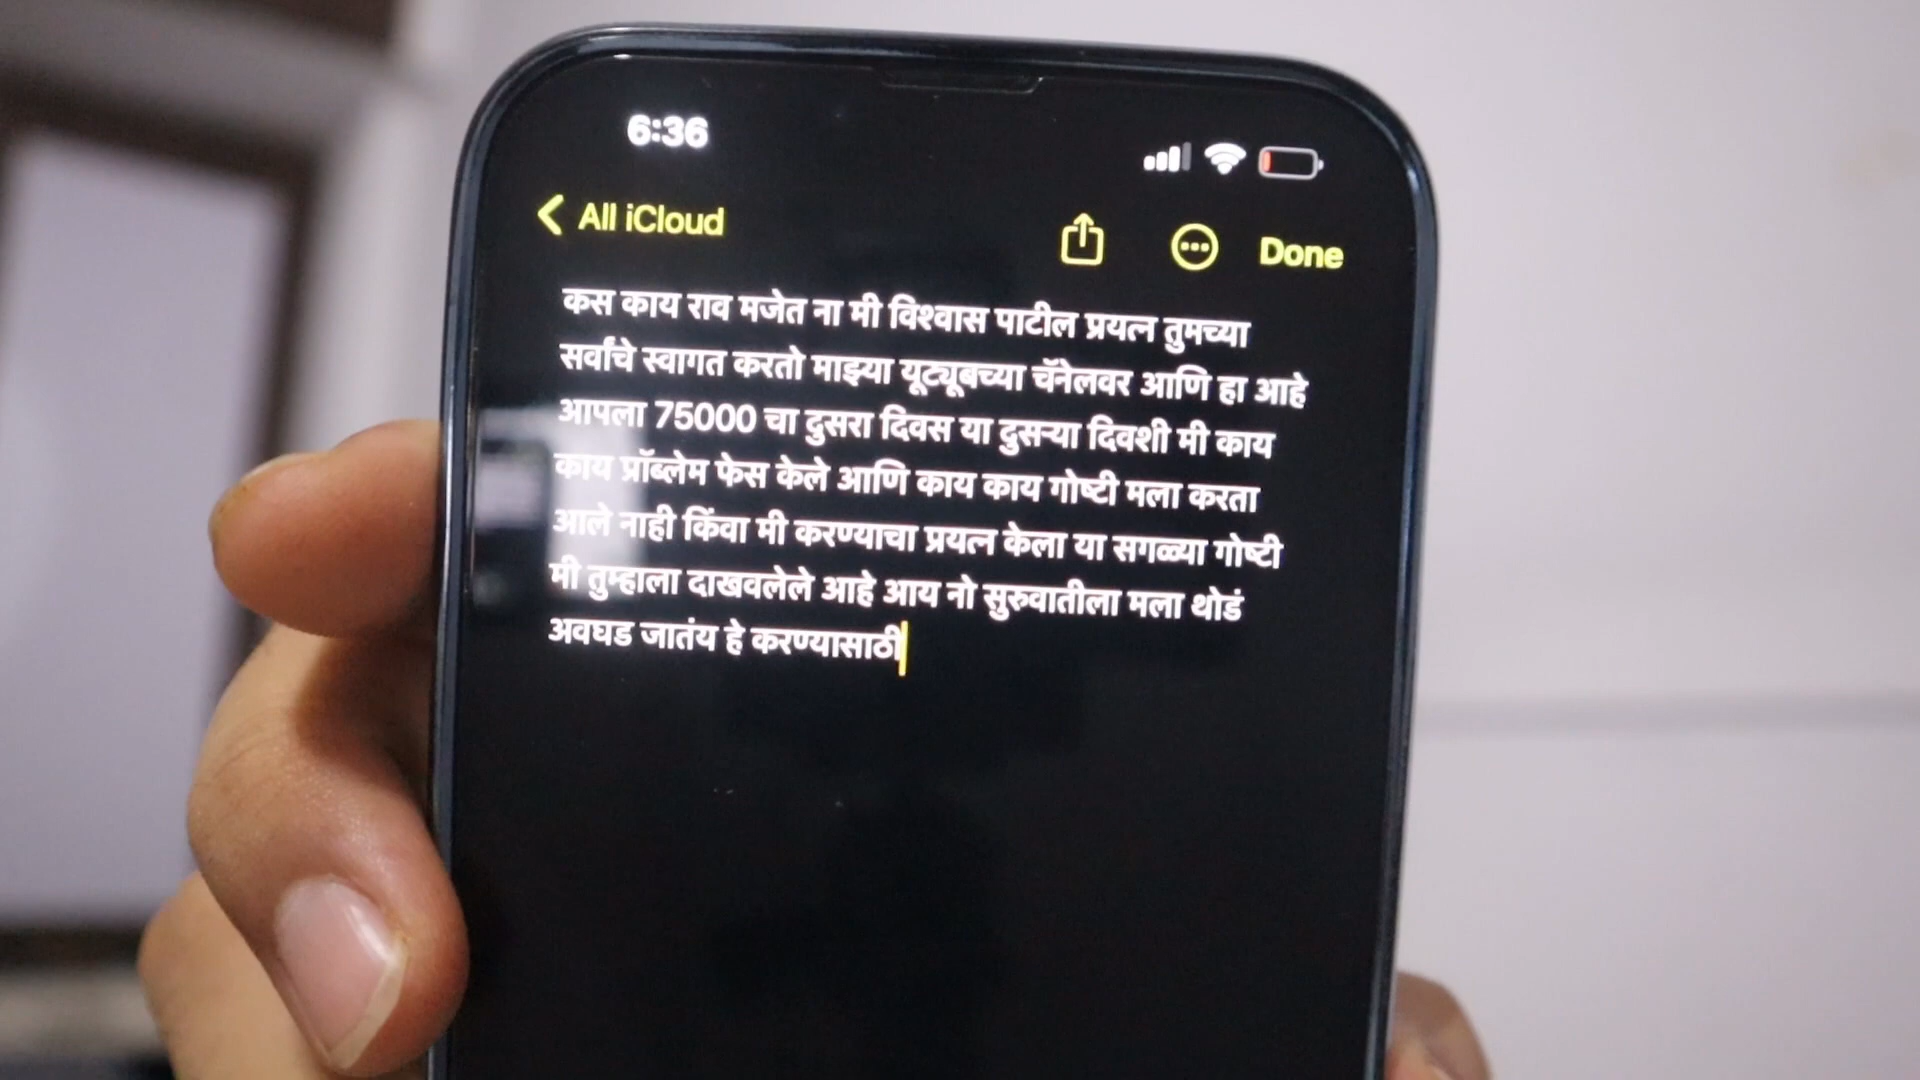 6:36
All iCloud
Done
कस काय राव मजेत ना मी विश्वास पाटील प्रयत्न तुमच्या
सर्वांचे स्वागत करतो माझ्या यूट्यूबच्या चॅनेलवर आणि हा आहे
आपला 75000 चा दुसरा दिवस या दुसऱ्या दिवशी मी काय
काय प्रॉब्लेम फेस केले आणि काय काय गोष्टी मला करता
आले नाही किंवा मी करण्याचा प्रयत्न केला या सगळ्या गोष्टी
मी तुम्हाला दाखवलेले आहे आय नो सुरुवातीला मला थोडं
अवघड जातंय हे करण्यासाठी